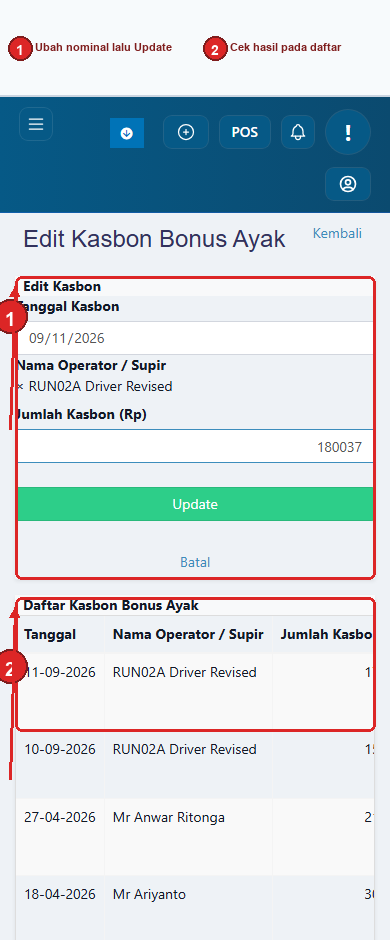 1 Ubah nominal lalu Update
2 Cek hasil pada daftar
POS
!
Edit Kasbon Bonus Ayak
Kembali
Edit Kasbon
Tanggal Kasbon
1
09/11/2026
Nama Operator / Supir
× RUN02A Driver Revised
Jumlah Kasbon (Rp)
180037
Update
Batal
Daftar Kasbon Bonus Ayak
Tanggal Nama Operator / Supir Jumlah Kasbo
2
11-09-2026 RUN02A Driver Revised
10-09-2026 RUN02A Driver Revised
27-04-2026 Mr Anwar Ritonga
18-04-2026 Mr Ariyanto